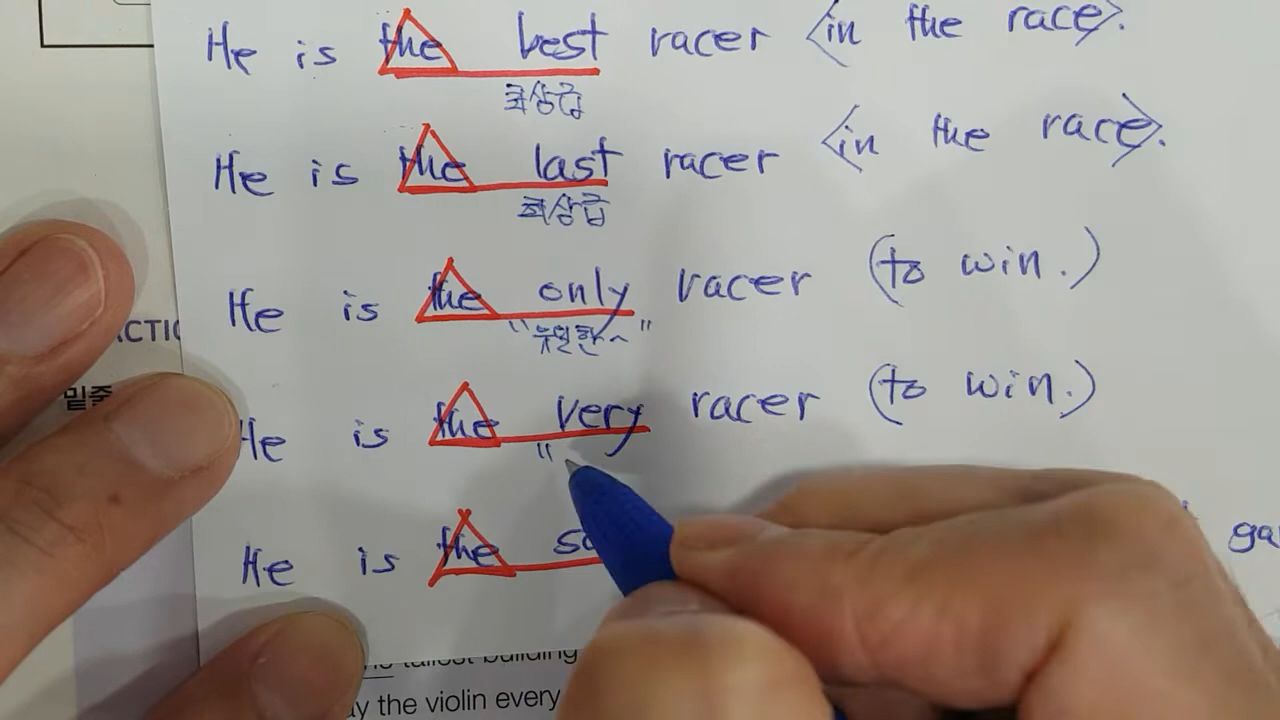 He is the best racer <in the race>.
최상급
He is the last racer <in the race>.
최상급
He is the only racer (to win.)
"유일한~"
He is the very racer (to win.)
"
He is the
tallest building
the violin every
밑줄